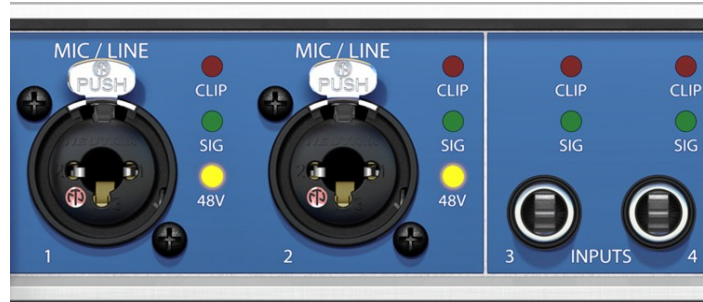 MIC / LINE
PUSH
CLIP
SIG
48V
1
MIC / LINE
PUSH
CLIP
SIG
48V
2
CLIP
SIG
CLIP
SIG
3 INPUTS 4